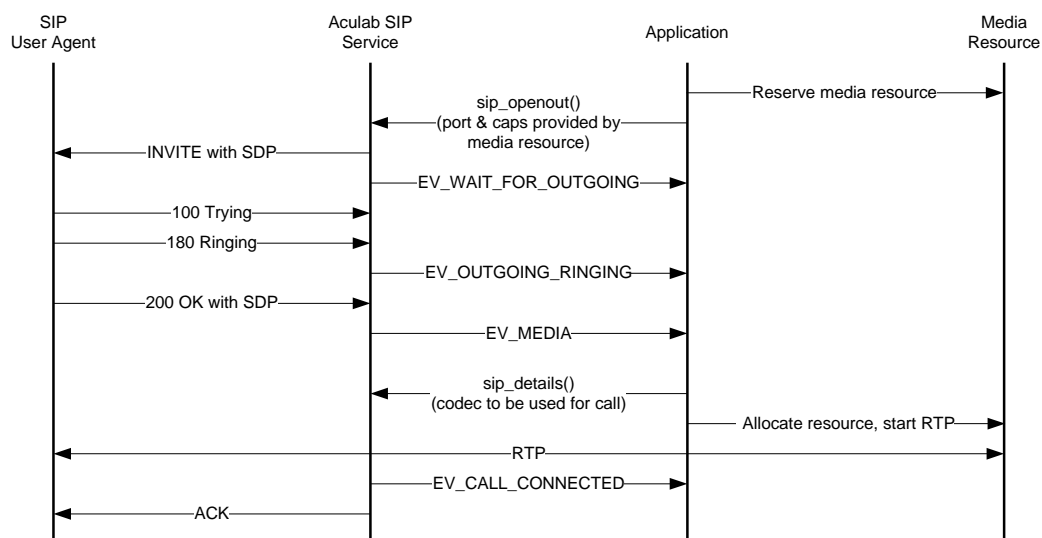 SIP
User Agent
Aculab SIP
Service
Application
Media
Resource
Reserve media resource
sip_openout()
(port & caps provided by
media resource)
INVITE with SDP
EV_WAIT_FOR_OUTGOING
100 Trying
180 Ringing
EV_OUTGOING_RINGING
200 OK with SDP
EV_MEDIA
sip_details()
(codec to be used for call)
Allocate resource, start RTP
RTP
EV_CALL_CONNECTED
ACK